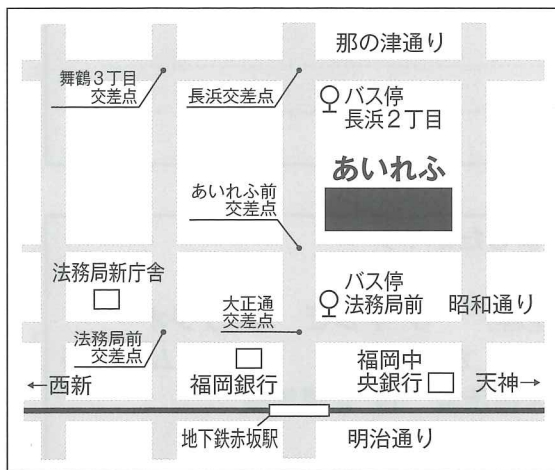 那の津通り
舞鶴3丁目
交差点
長浜交差点
バス停
長浜2丁目
あいれふ
あいれふ前
交差点
法務局新庁舎
大正通
交差点
バス停
法務局前
昭和通り
法務局前
交差点
福岡銀行
福岡中
央銀行
←西新
天神→
地下鉄赤坂駅
明治通り